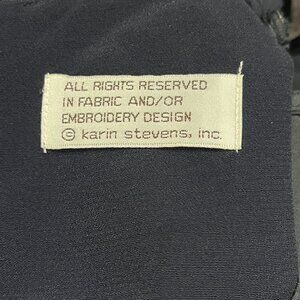 ALL RIGHTS RESERVED
IN FABRIC AND/OR
EMBROIDERY DESIGN
© karin stevens, inc.